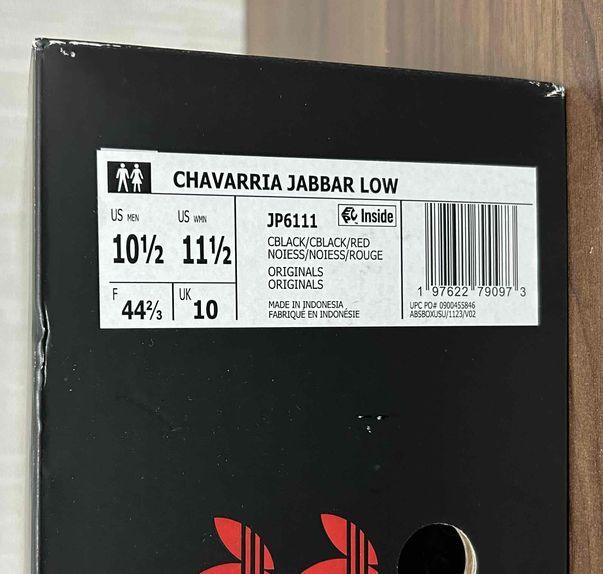 CHAVARRIA JABBAR LOW
US MEN
10½
US WMN
11½
F
44⅔
UK
10
JP6111
Inside
CBLACK/CBLACK/RED
NOIESS/NOIESS/ROUGE
ORIGINALS
ORIGINALS
MADE IN INDONESIA
FABRIQUÉ EN INDONÉSIE
1 97622 79097 3
UPC PO# 0900455846
ABSBOXUSU/1123/V02